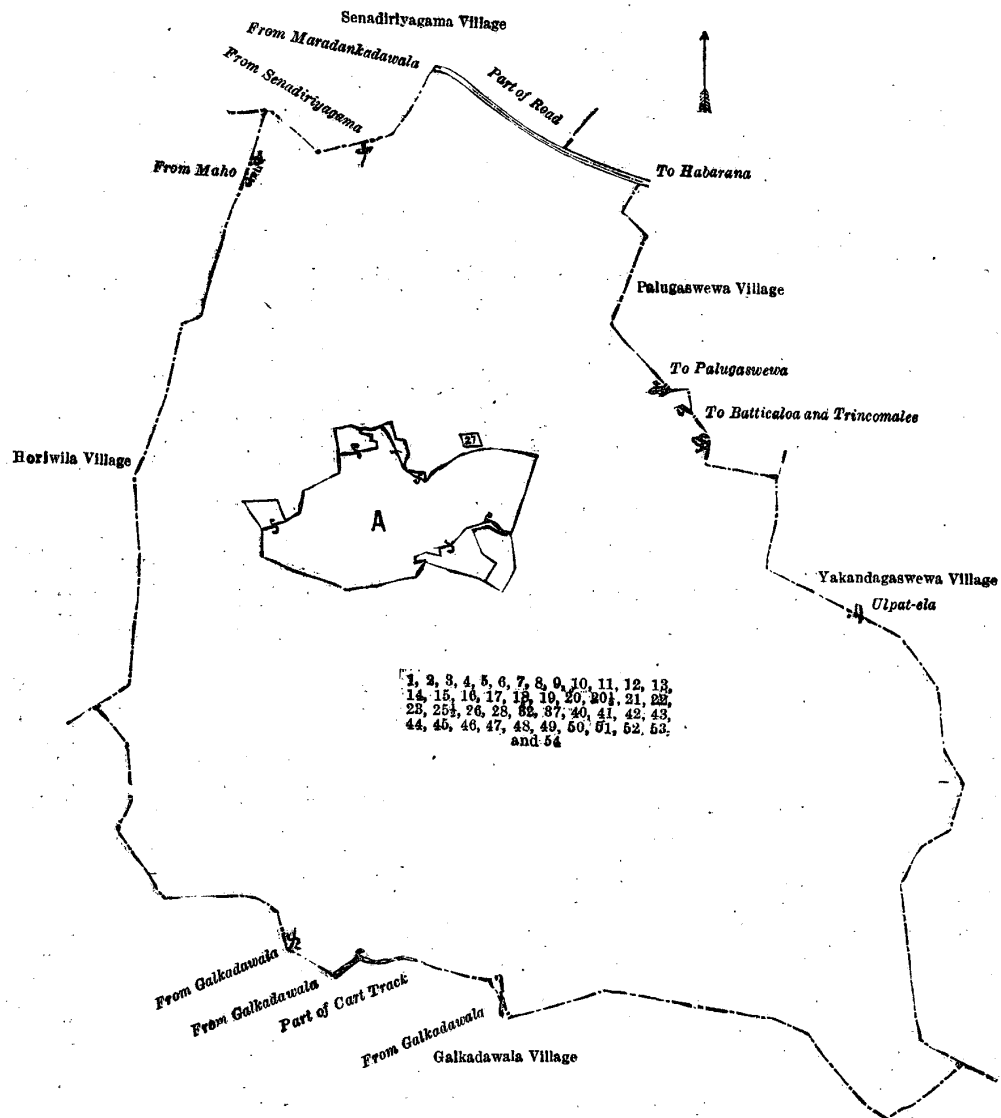 Senadiriyagama Village
From Maradankadawala
From Senadiriyagama
Part of Road
From Maho
To Habarana
Palugaswewa Village
To Palugaswewa
To Batticaloa and Trincomalee
Horiwila Village
27
A
Yakandagaswewa Village
Ulpat-ela
1, 2, 3, 4, 5, 6, 7, 8, 9, 10, 11, 12, 13,
14, 15, 16, 17, 18, 19, 20, 20½, 21, 22,
23, 25½, 26, 28, 32, 37, 40, 41, 42, 43,
44, 45, 46, 47, 48, 49, 50, 51, 52, 53,
and 54
From Galkadawala
From Galkadawala
Part of Cart Track
From Galkadawala
Galkadawala Village